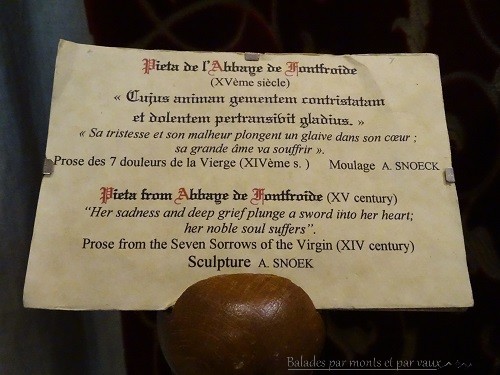 Pieta de l'Abbaye de Fontfroide
(XVème siècle)
« Cujus animan gementem contristatam
et dolentem pertransivit gladius. »
« Sa tristesse et son malheur plongent un glaive dans son cœur ;
sa grande âme va souffrir ».
Prose des 7 douleurs de la Vierge (XIVème s. ) Moulage A. SNOECK
Pieta from Abbaye de Fontfroide (XV century)
“Her sadness and deep grief plunge a sword into her heart;
her noble soul suffers”.
Prose from the Seven Sorrows of the Virgin (XIV century)
Sculpture A. SNOEK
Balades par monts et par vaux